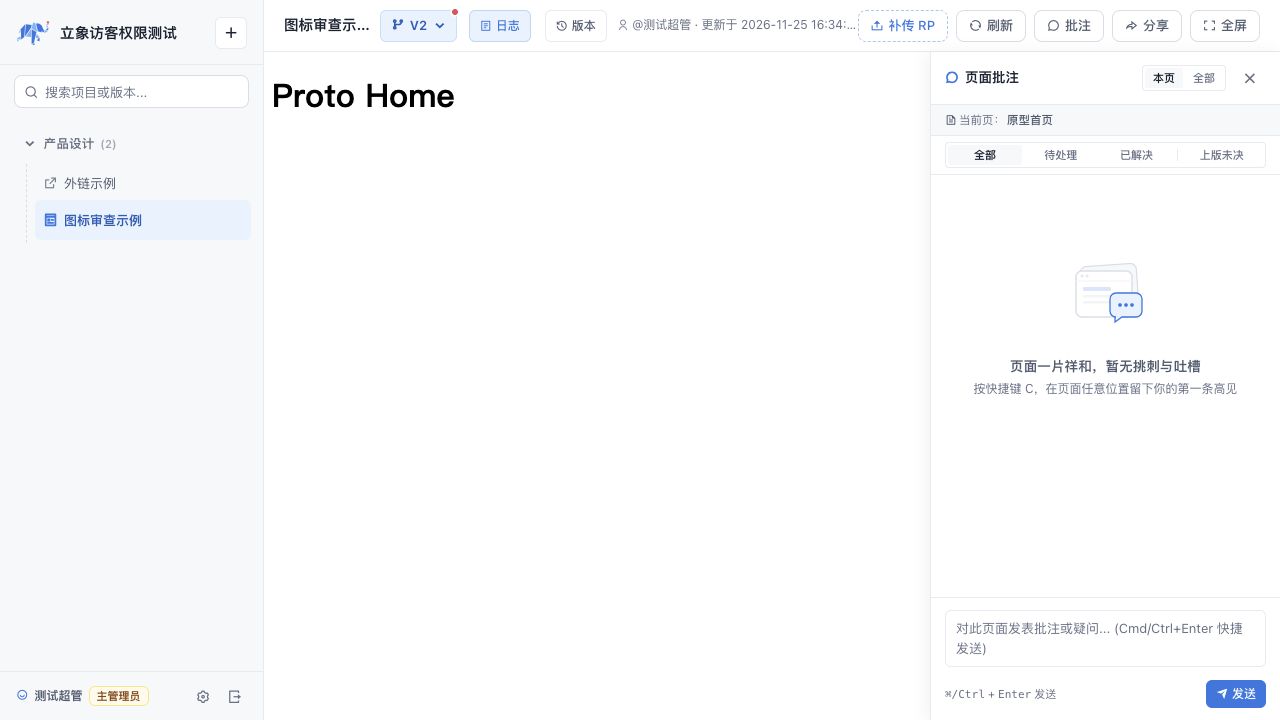 立象访客权限测试
搜索项目或版本...
产品设计 (2)
外链示例
图标审查示例
测试超管 主管理员
图标审查示... V2 日志 版本 @测试超管 · 更新于 2026-11-25 16:34:... 补传 RP 刷新 批注 分享 全屏
Proto Home
页面批注 本页 全部
当前页： 原型首页
全部 待处理 已解决 上版未决
页面一片祥和，暂无挑刺与吐槽
按快捷键 C，在页面任意位置留下你的第一条高见
对此页面发表批注或疑问... (Cmd/Ctrl+Enter 快捷
发送)
⌘/Ctrl + Enter 发送 发送